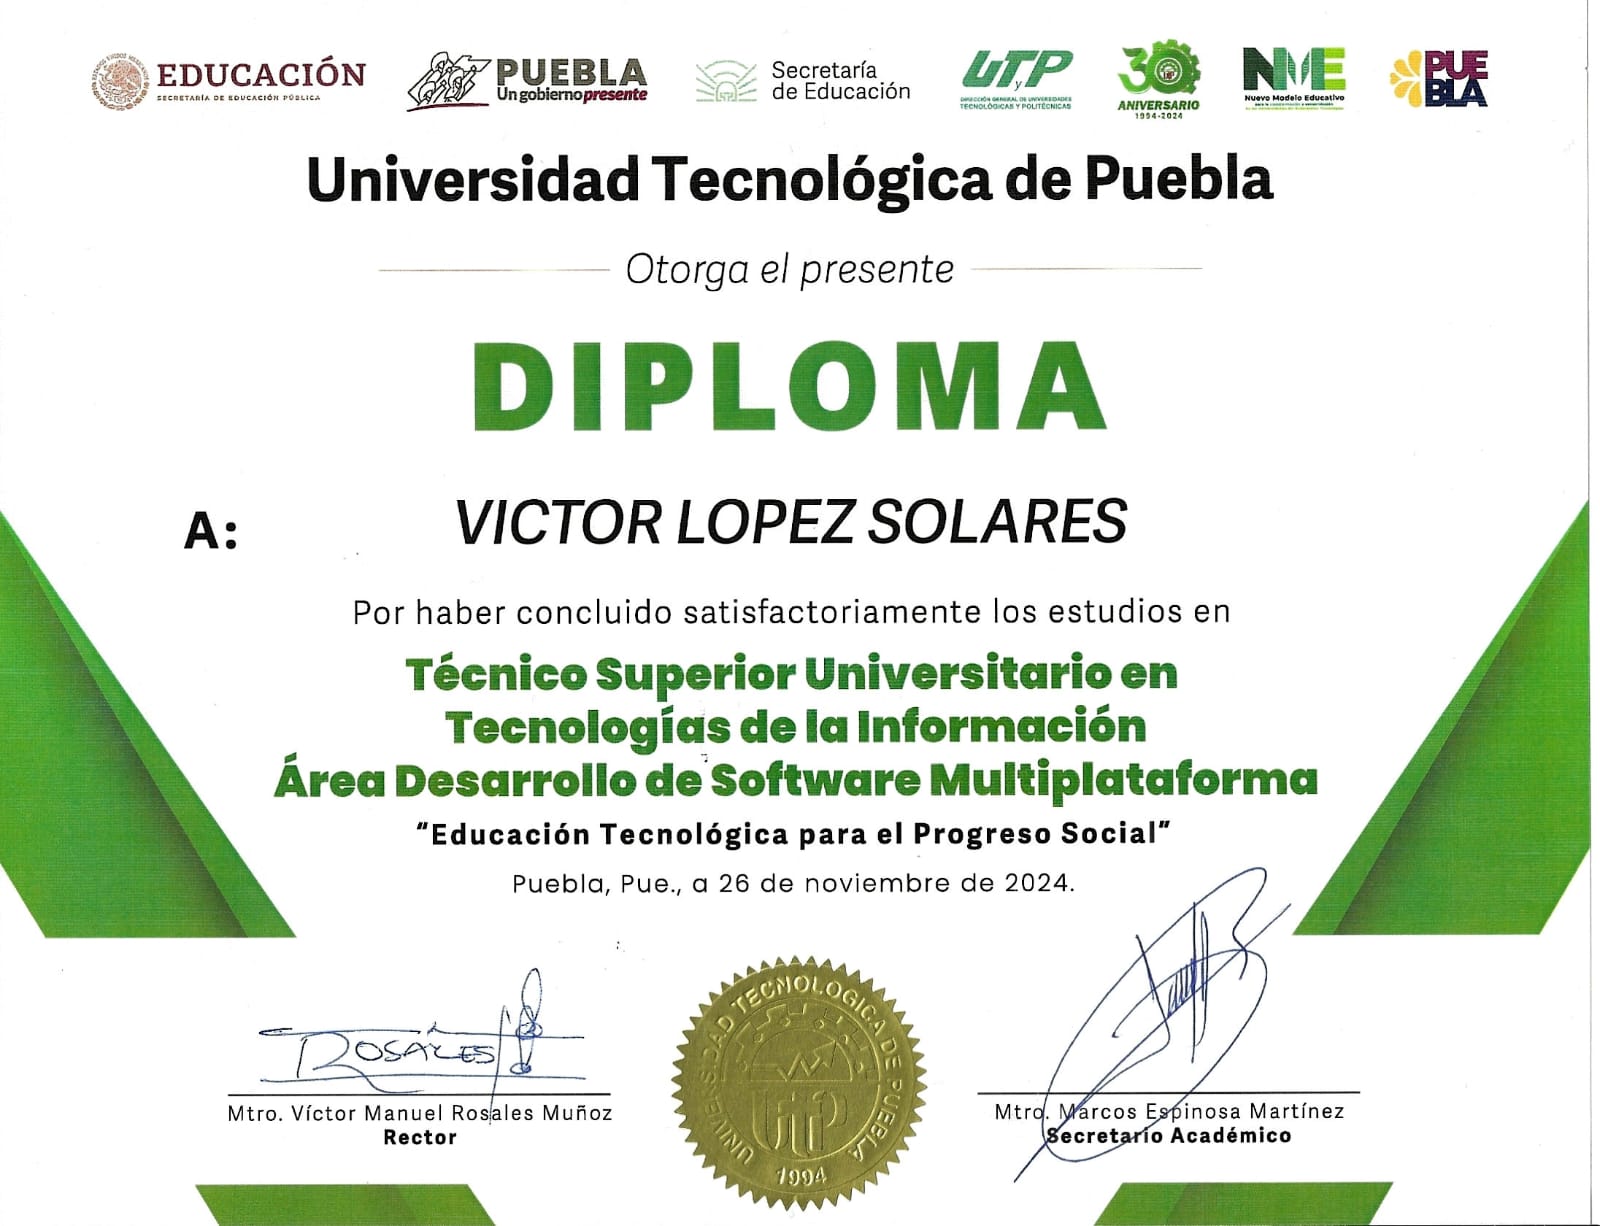 EDUCACIÓN
SECRETARÍA DE EDUCACIÓN PÚBLICA
PUEBLA
Un gobierno presente
Secretaría
de Educación
UTyP
DIRECCIÓN GENERAL DE UNIVERSIDADES
TECNOLÓGICAS Y POLITÉCNICAS
30
ANIVERSARIO
1994-2024
NME
Nuevo Modelo Educativo
PUE
BLA
Universidad Tecnológica de Puebla
Otorga el presente
DIPLOMA
A: VICTOR LOPEZ SOLARES
Por haber concluido satisfactoriamente los estudios en
Técnico Superior Universitario en
Tecnologías de la Información
Área Desarrollo de Software Multiplataforma
“Educación Tecnológica para el Progreso Social”
Puebla, Pue., a 26 de noviembre de 2024.
ROSALES
Mtro. Víctor Manuel Rosales Muñoz
Rector
UNIVERSIDAD TECNOLOGICA DE PUEBLA
UTP
1994
Mtro. Marcos Espinosa Martínez
Secretario Académico